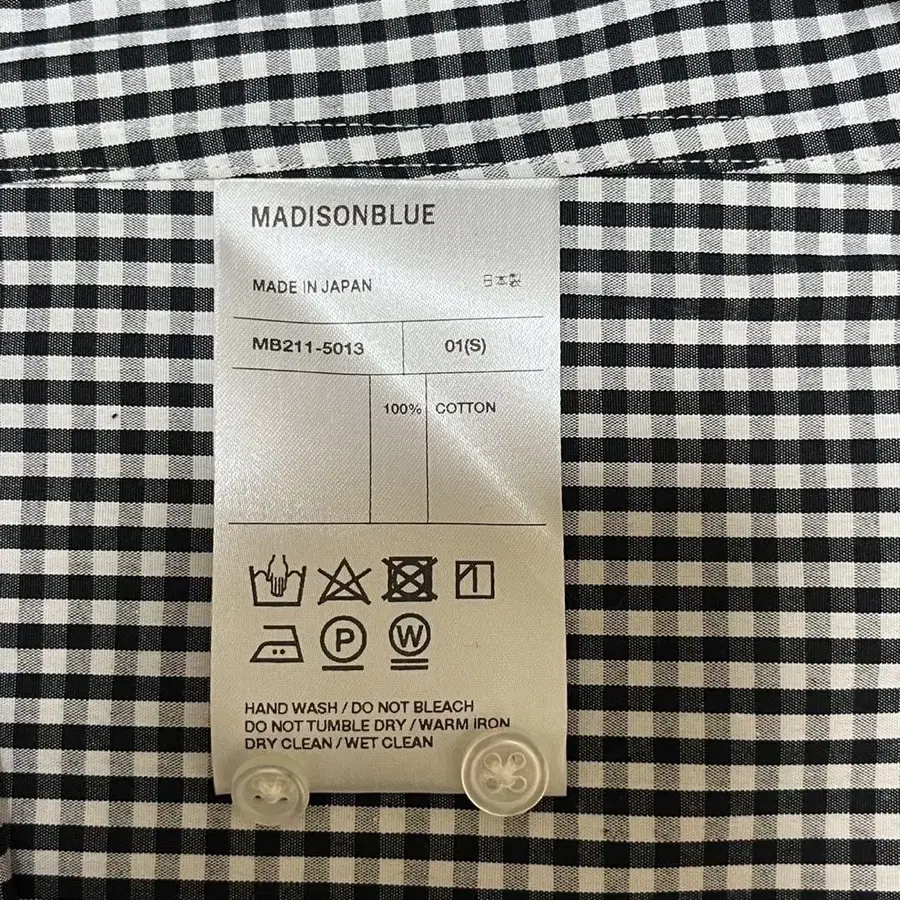 MADISONBLUE
MADE IN JAPAN 日本製
MB211-5013 01(S)
100% COTTON
P W
HAND WASH / DO NOT BLEACH
DO NOT TUMBLE DRY / WARM IRON
DRY CLEAN / WET CLEAN